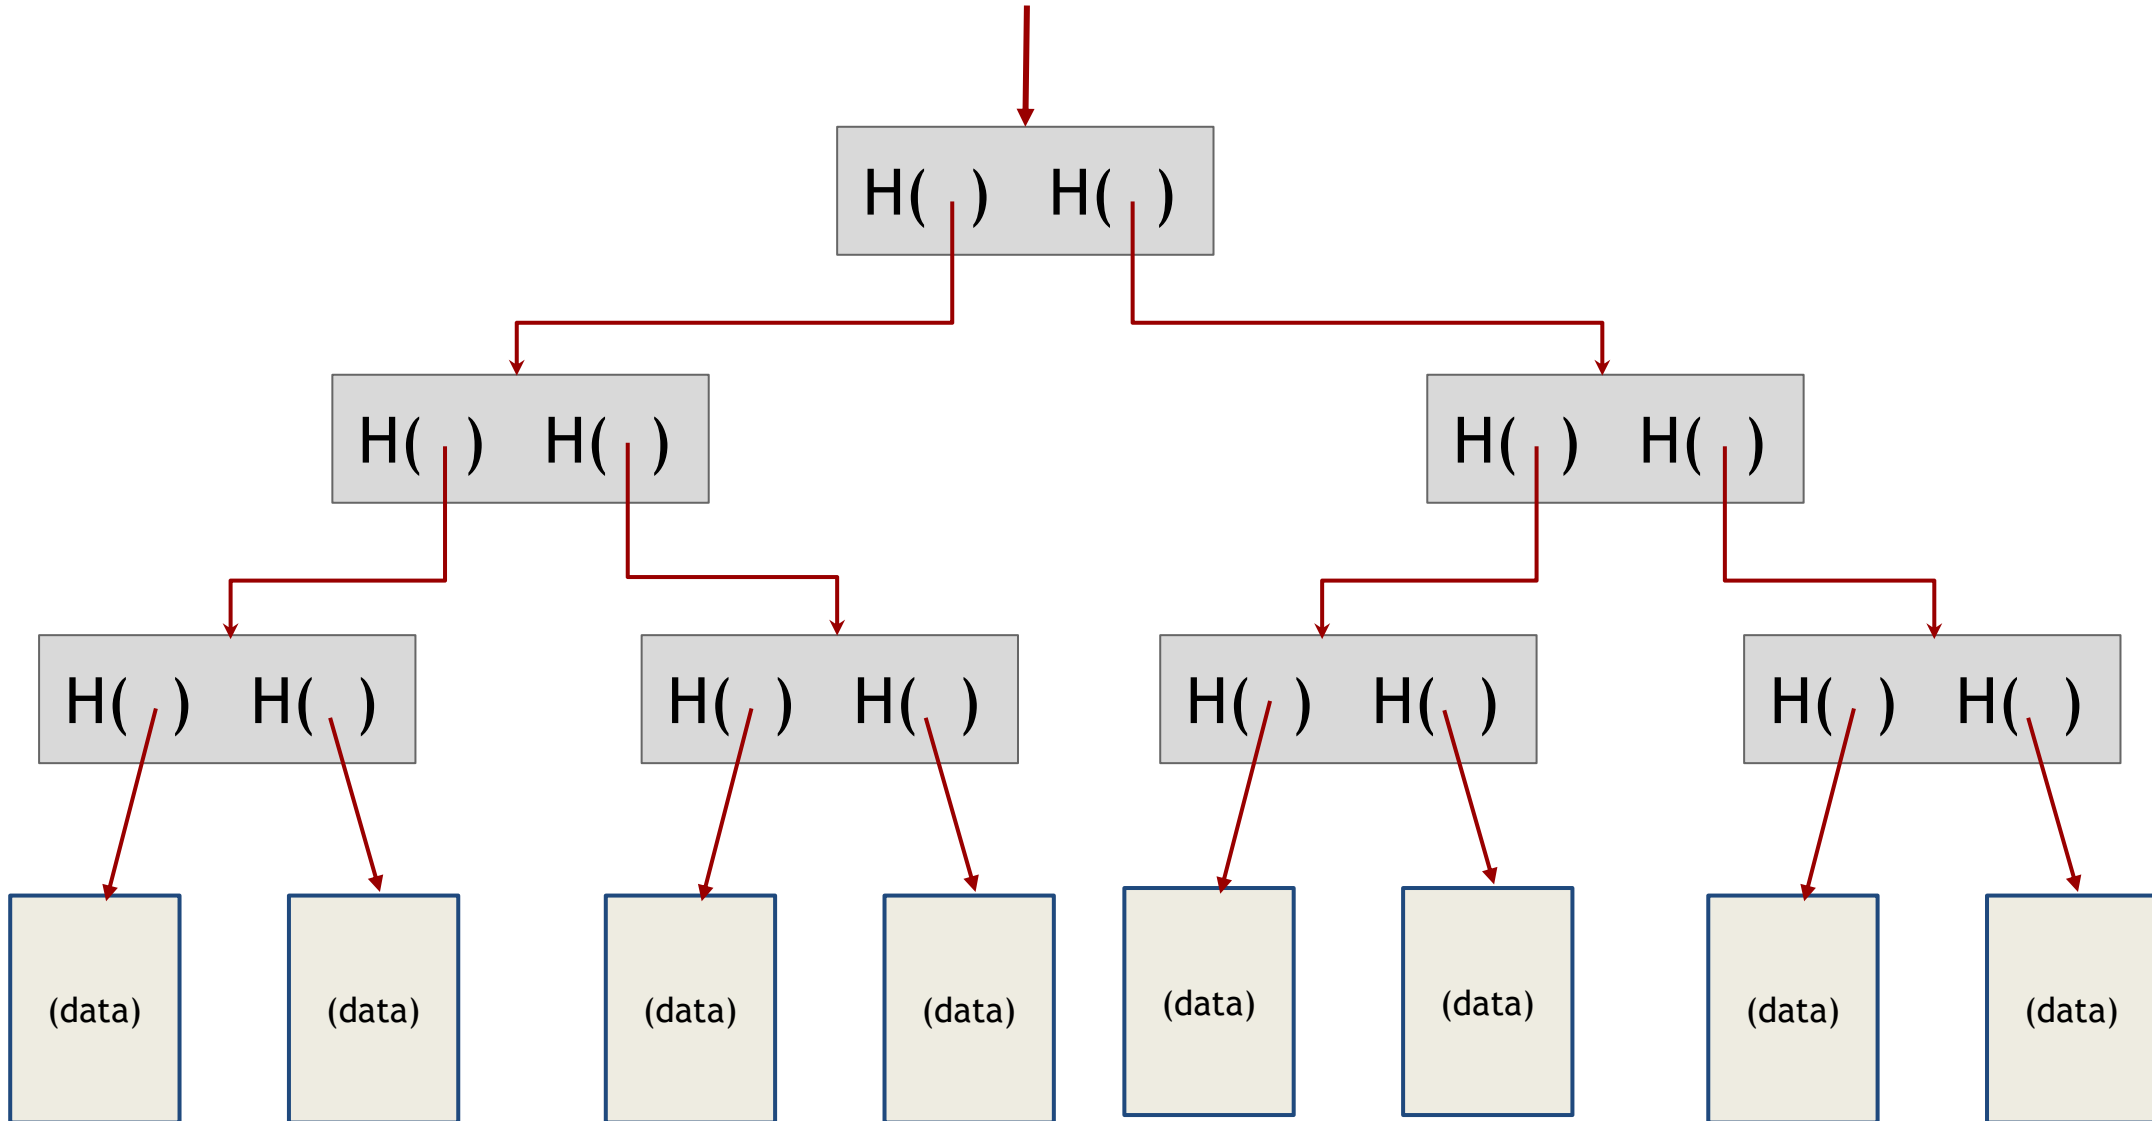 H( ) H( )
H( ) H( ) H( ) H( )
H( ) H( ) H( ) H( ) H( ) H( ) H( ) H( )
(data) (data) (data) (data) (data) (data) (data) (data)